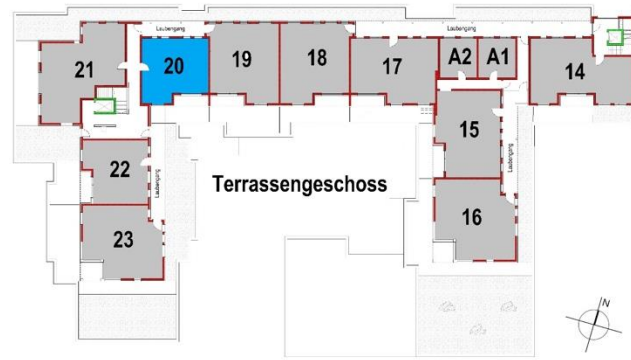 Laubengang
Laubengang
21
20
19
18
17
A2
A1
14
15
22
Laubengang
Laubengang
Terrassengeschoss
16
23
N